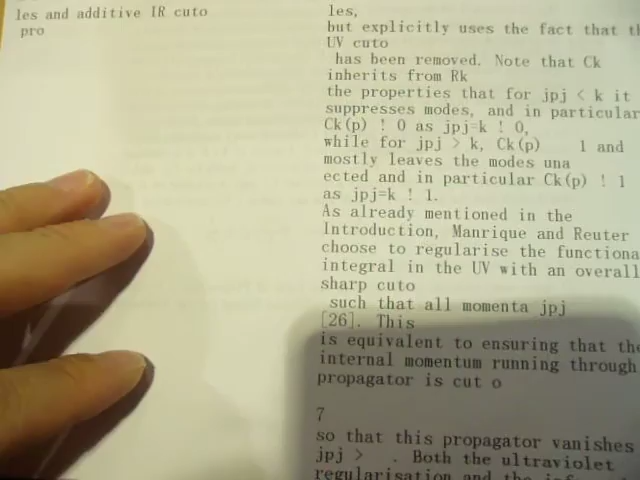 les and additive IR cuto
pro
les,
but explicitly uses the fact that
UV cuto
has been removed. Note that Ck
inherits from Rk
the properties that for jpj < k it
suppresses modes, and in particular
Ck(p) ! 0 as jpj=k ! 0,
while for jpj > k, Ck(p) 1 and
mostly leaves the modes una
ected and in particular Ck(p) ! 1
as jpj=k ! 1.
As already mentioned in the
Introduction, Manrique and Reuter
choose to regularise the functiona
integral in the UV with an overall
sharp cuto
such that all momenta jpj
[26]. This
is equivalent to ensuring that the
internal momentum running through
propagator is cut o
7
so that this propagator vanishes
jpj > . Both the ultraviolet
regularisation and the